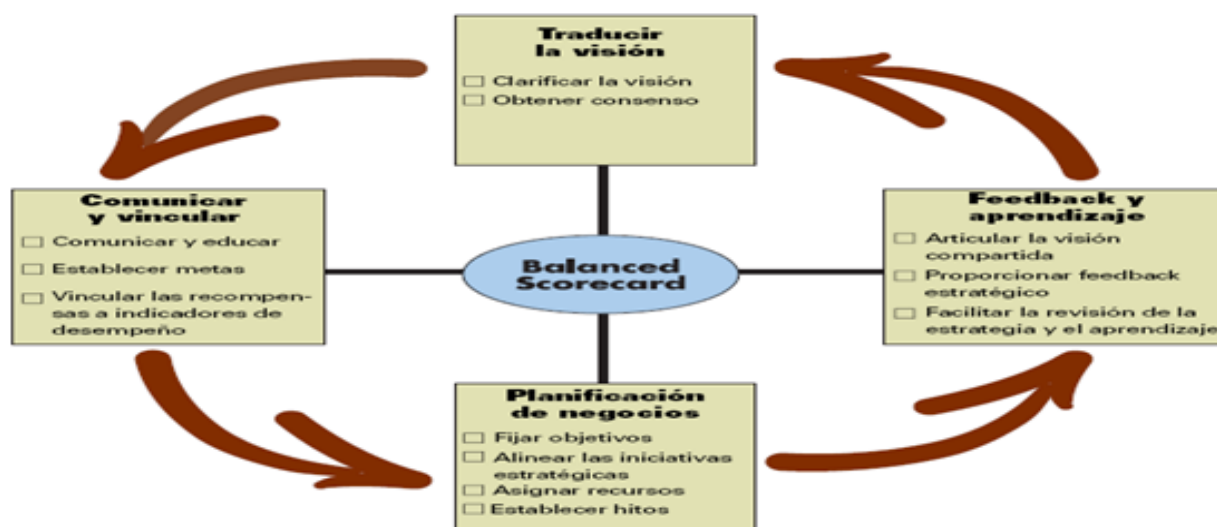 Traducir
la visión
☐ Clarificar la visión
☐ Obtener consenso
Comunicar
y vincular
☐ Comunicar y educar
☐ Establecer metas
☐ Vincular las recompen-
sas a indicadores de
desempeño
Balanced
Scorecard
Feedback y
aprendizaje
☐ Articular la visión
compartida
☐ Proporcionar feedback
estratégico
☐ Facilitar la revisión de la
estrategia y el aprendizaje
Planificación
de negocios
☐ Fijar objetivos
☐ Alinear las iniciativas
estratégicas
☐ Asignar recursos
☐ Establecer hitos